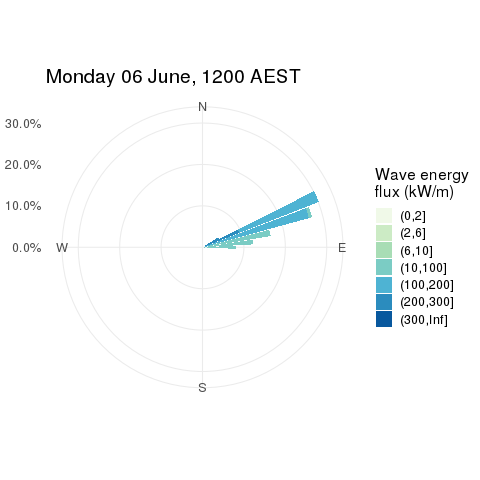 Monday 06 June, 1200 AEST
N
30.0%
20.0%
10.0%
0.0%
W
E
S
Wave energy
flux (kW/m)
(0,2]
(2,6]
(6,10]
(10,100]
(100,200]
(200,300]
(300,Inf]